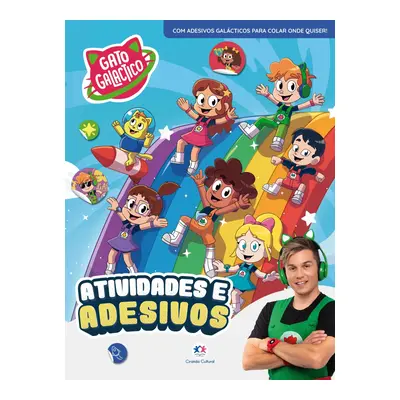 COM ADESIVOS GALÁCTICOS PARA COLAR ONDE QUISER!
GATO
GALÁCTICO
ATIVIDADES E
ADESIVOS
Ciranda Cultural